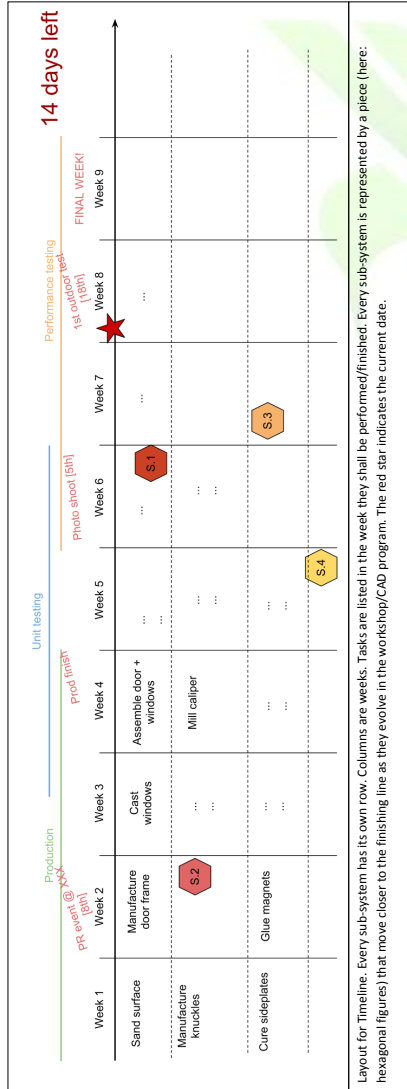 14 days left
Production
Unit testing
Performance testing
PR event @ XXX
[8th]
Prod finish
Photo shoot [5th]
1st outdoor test
[18th]
FINAL WEEK!
Week 1
Week 2
Week 3
Week 4
Week 5
Week 6
Week 7
Week 8
Week 9
Sand surface
Manufacture
door frame
Cast
windows
Assemble door +
windows
...
...
...
S.1
...
...
Manufacture
knuckles
S.2
...
...
Mill caliper
...
...
...
...
Cure sideplates
Glue magnets
...
...
...
...
...
...
S.3
S.4
Layout for Timeline. Every sub-system has its own row. Columns are weeks. Tasks are listed in the week they shall be performed/finished. Every sub-system is represented by a piece (here:
hexagonal figures) that move closer to the finishing line as they evolve in the workshop/CAD program. The red star indicates the current date.